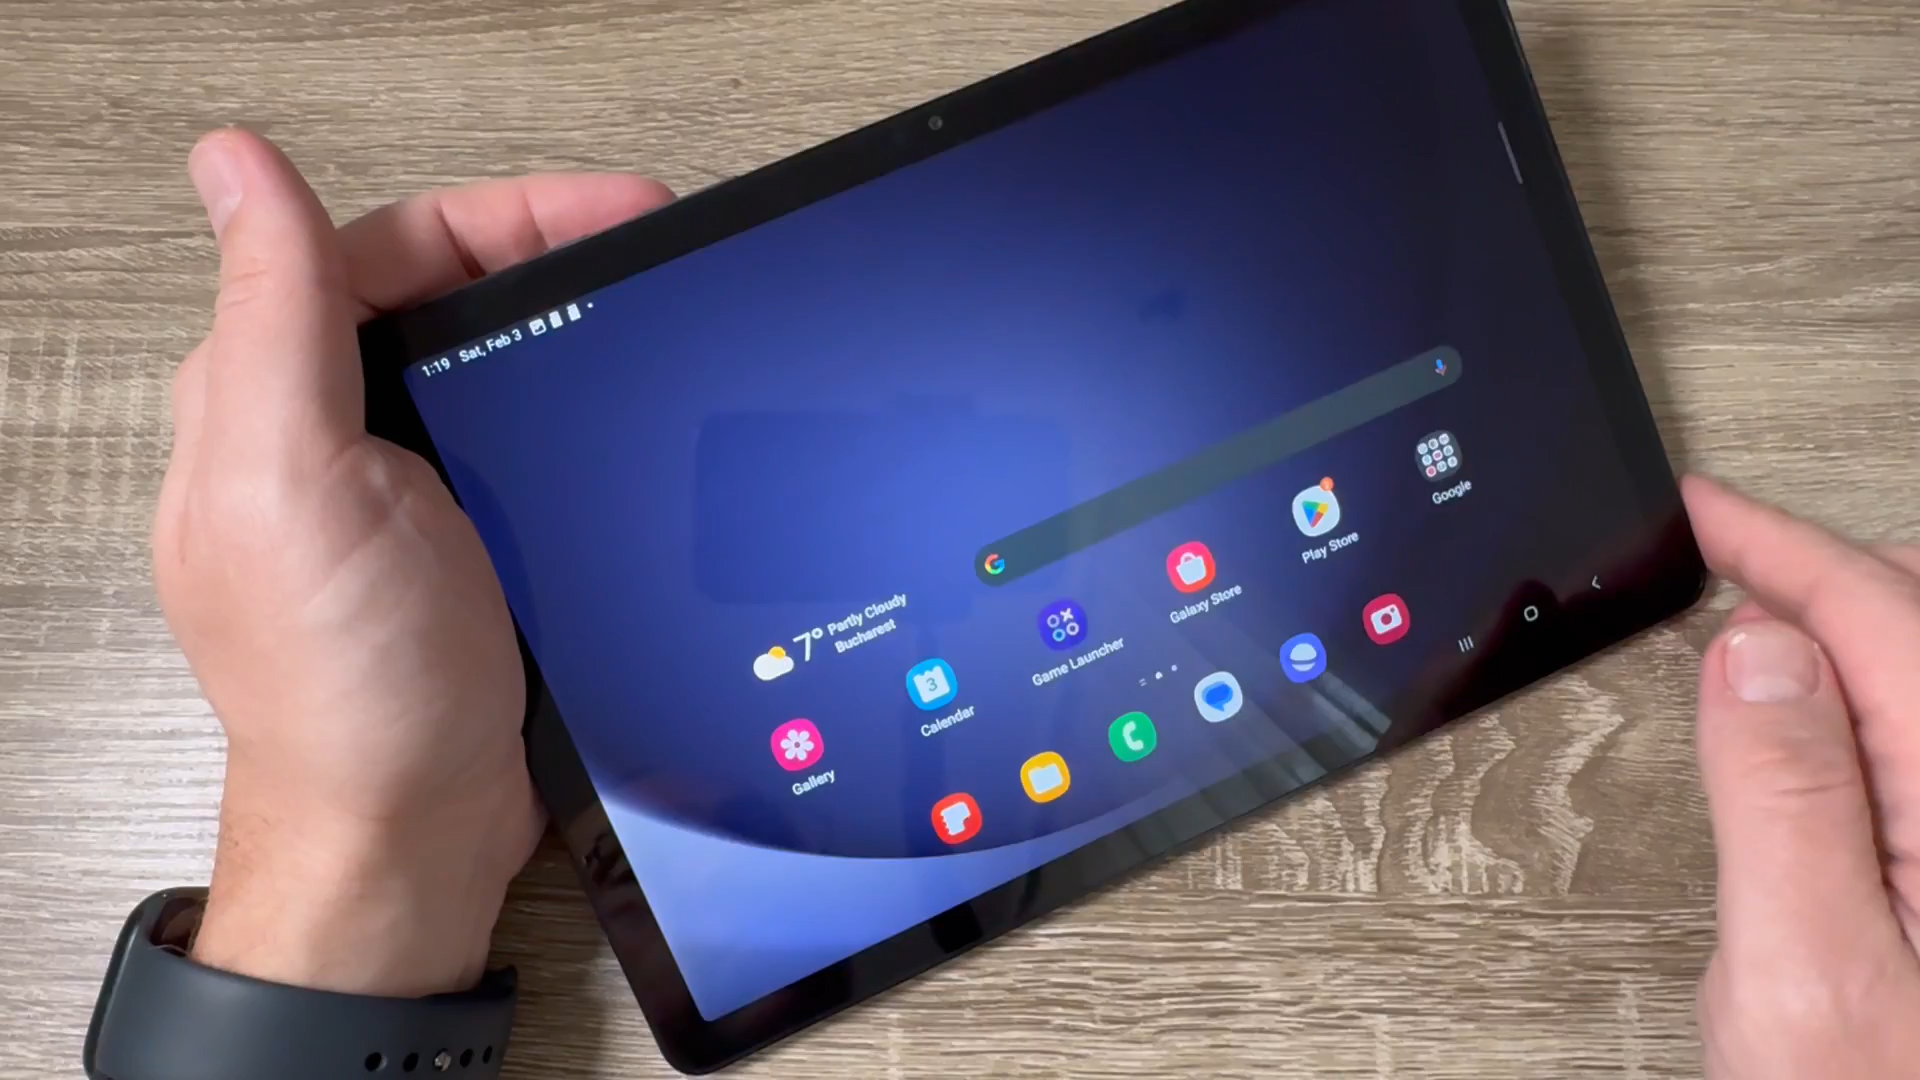 1:19 Sat, Feb 3
7° Partly Cloudy
Bucharest
Gallery
3
Calendar
Game Launcher
Galaxy Store
Play Store
Google